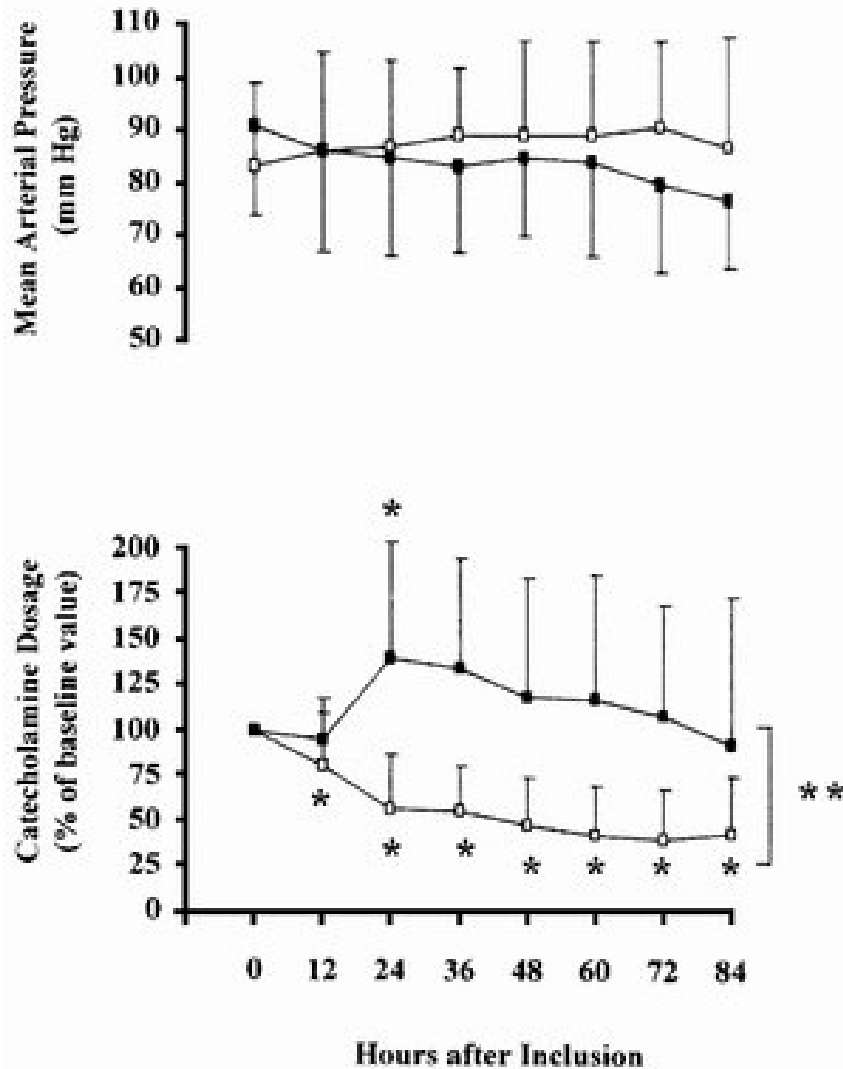 Mean Arterial Pressure
(mm Hg)
110
100
90
80
70
60
50
Catecholamine Dosage
(% of baseline value)
200
175
150
125
100
75
50
25
0
*
* * * * * * *
**
0 12 24 36 48 60 72 84
Hours after Inclusion